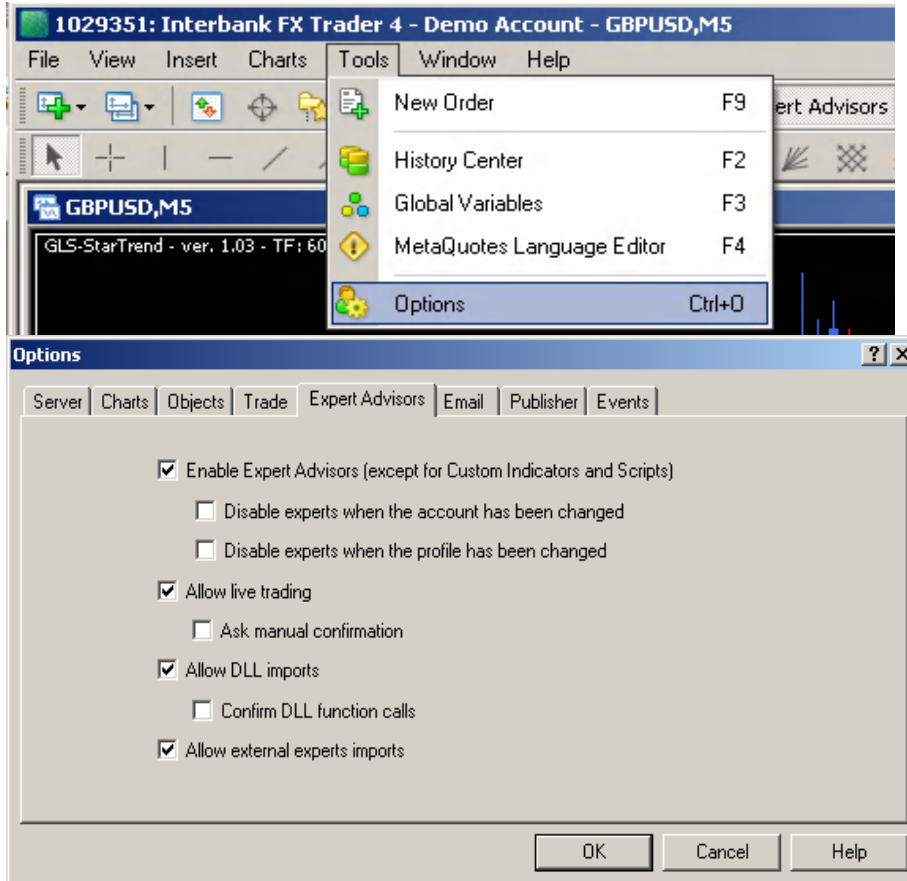 1029351: Interbank FX Trader 4 - Demo Account - GBPUSD,M5
File View Insert Charts Tools Window Help
New Order F9
ert Advisors
History Center F2
Global Variables F3
MetaQuotes Language Editor F4
Options Ctrl+O
GBPUSD,M5
GLS-StarTrend - ver. 1.03 - TF: 60
Options
Server Charts Objects Trade Expert Advisors Email Publisher Events
Enable Expert Advisors (except for Custom Indicators and Scripts)
Disable experts when the account has been changed
Disable experts when the profile has been changed
Allow live trading
Ask manual confirmation
Allow DLL imports
Confirm DLL function calls
Allow external experts imports
OK Cancel Help